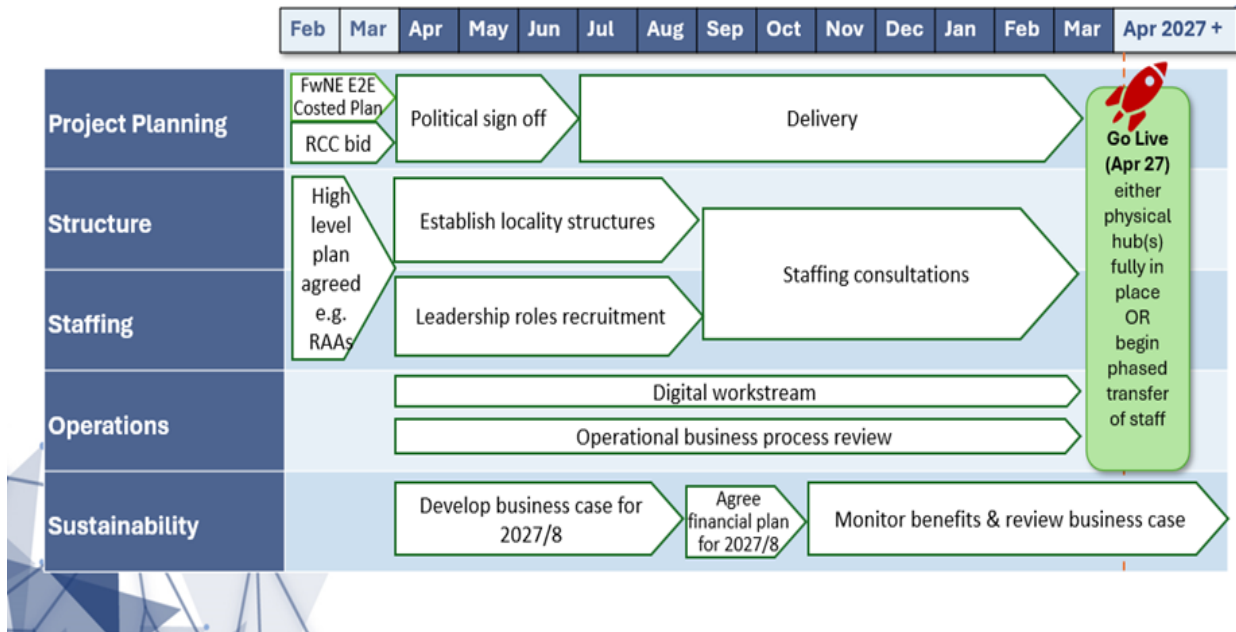 Feb Mar Apr May Jun Jul Aug Sep Oct Nov Dec Jan Feb Mar Apr 2027 +
Project Planning
FwNE E2E
Costed Plan
RCC bid
Political sign off
Delivery
Structure
High
level
plan
agreed
e.g.
RAAs
Establish locality structures
Staffing consultations
Staffing
Leadership roles recruitment
Operations
Digital workstream
Operational business process review
Sustainability
Develop business case for
2027/8
Agree
financial plan
for 2027/8
Monitor benefits & review business case
Go Live
(Apr 27)
either
physical
hub(s)
fully in
place
OR
begin
phased
transfer
of staff